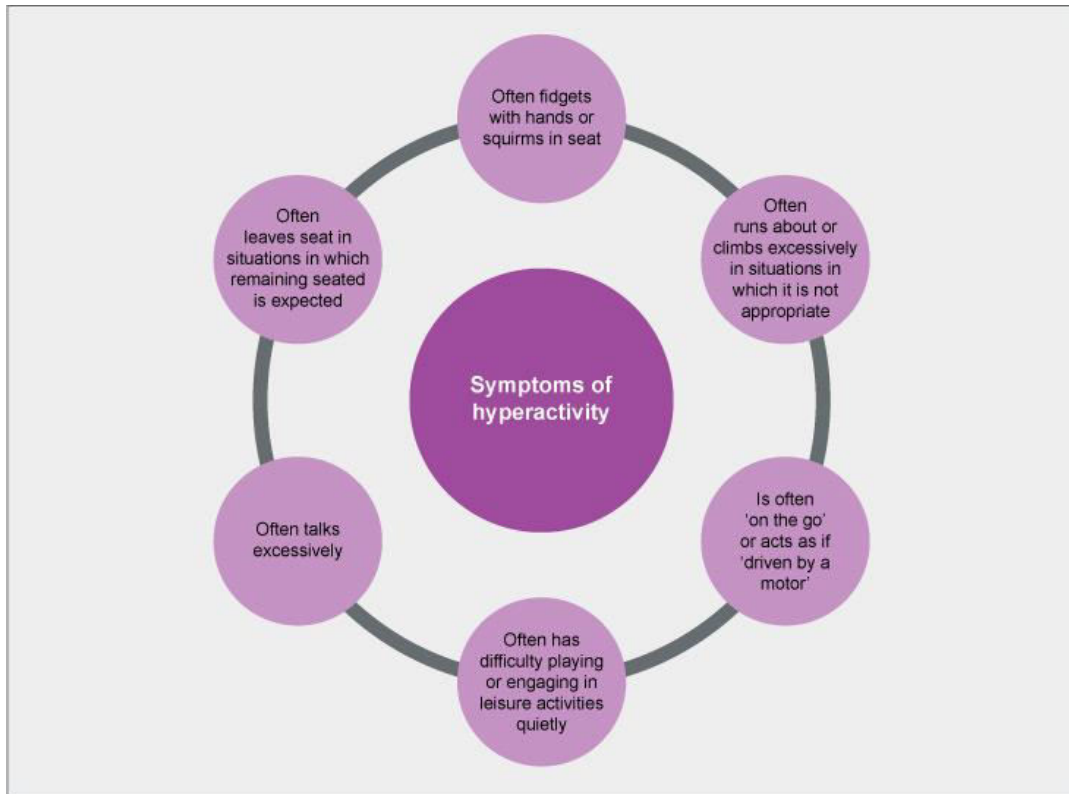 Often fidgets
with hands or
squirms in seat
Often
runs about or
climbs excessively
in situations in
which it is not
appropriate
Is often
‘on the go’
or acts as if
‘driven by a
motor’
Often has
difficulty playing
or engaging in
leisure activities
quietly
Often talks
excessively
Often
leaves seat in
situations in which
remaining seated
is expected
Symptoms of
hyperactivity